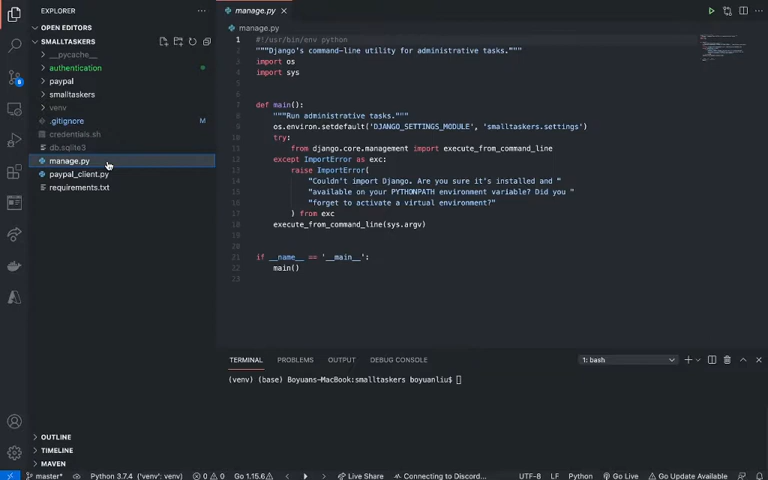 EXPLORER
OPEN EDITORS
SMALLTASKERS
__pycache__
authentication
paypal
smalltaskers
venv
.gitignore M
credentials.sh
db.sqlite3
manage.py
paypal_client.py
requirements.txt
OUTLINE
TIMELINE
MAVEN
8
manage.py
manage.py
1 #!/usr/bin/env python
2 """Django's command-line utility for administrative tasks."""
3 import os
4 import sys
5
6
7 def main():
8 """Run administrative tasks."""
9 os.environ.setdefault('DJANGO_SETTINGS_MODULE', 'smalltaskers.settings')
10 try:
11 from django.core.management import execute_from_command_line
12 except ImportError as exc:
13 raise ImportError(
14 "Couldn't import Django. Are you sure it's installed and "
15 "available on your PYTHONPATH environment variable? Did you "
16 "forget to activate a virtual environment?"
17 ) from exc
18 execute_from_command_line(sys.argv)
19
20
21 if __name__ == '__main__':
22 main()
23
TERMINAL PROBLEMS OUTPUT DEBUG CONSOLE 1: bash
(venv) (base) Boyuans-MacBook:smalltaskers boyuanliu$
master* Python 3.7.4 ('venv': venv) 0 0 Go 1.15.6 Live Share Connecting to Discord... UTF-8 LF Python Go Live Go Update Available